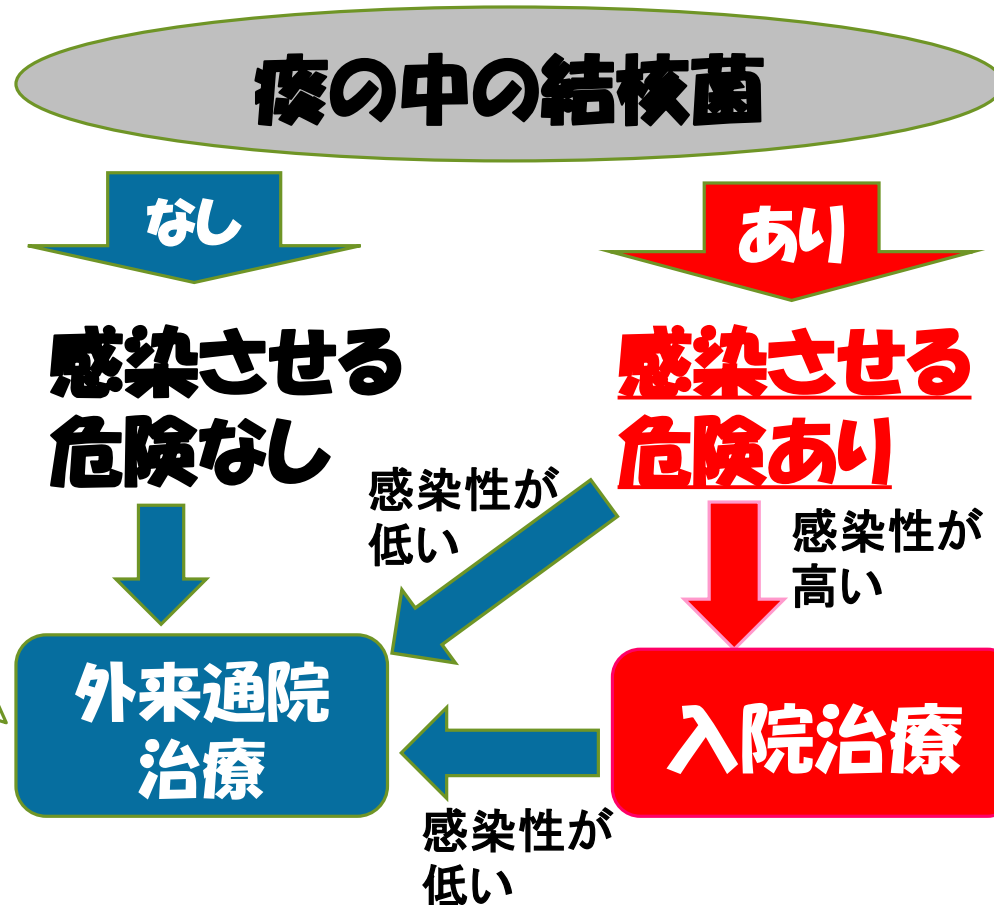 痰の中の結核菌
なし
あり
感染させる
危険なし
感染させる
危険あり
感染性が
低い
感染性が
高い
外来通院
治療
入院治療
感染性が
低い